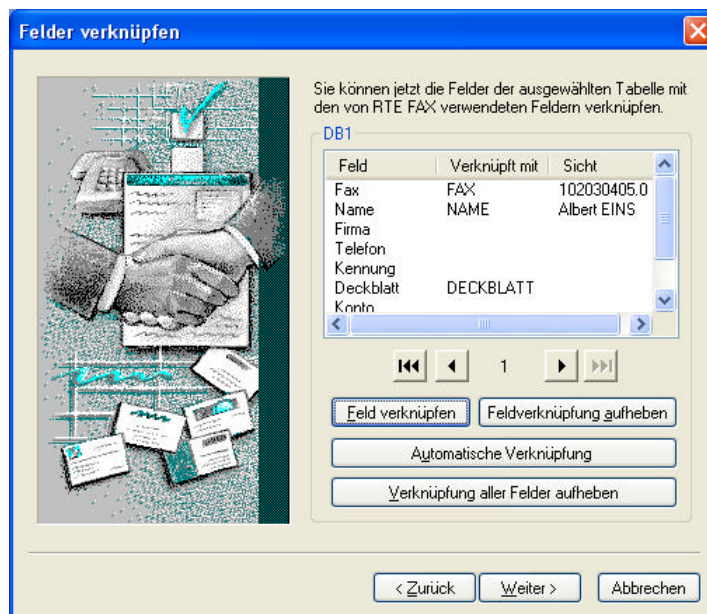 Felder verknüpfen
Sie können jetzt die Felder der ausgewählten Tabelle mit
den von RTE FAX verwendeten Feldern verknüpfen.
DB1
Feld Verknüpft mit Sicht
Fax FAX 102030405.0
Name NAME Albert EINS
Firma
Telefon
Kennung
Deckblatt DECKBLATT
Konto
1
Feld verknüpfen Feldverknüpfung aufheben
Automatische Verknüpfung
Verknüpfung aller Felder aufheben
< Zurück Weiter > Abbrechen